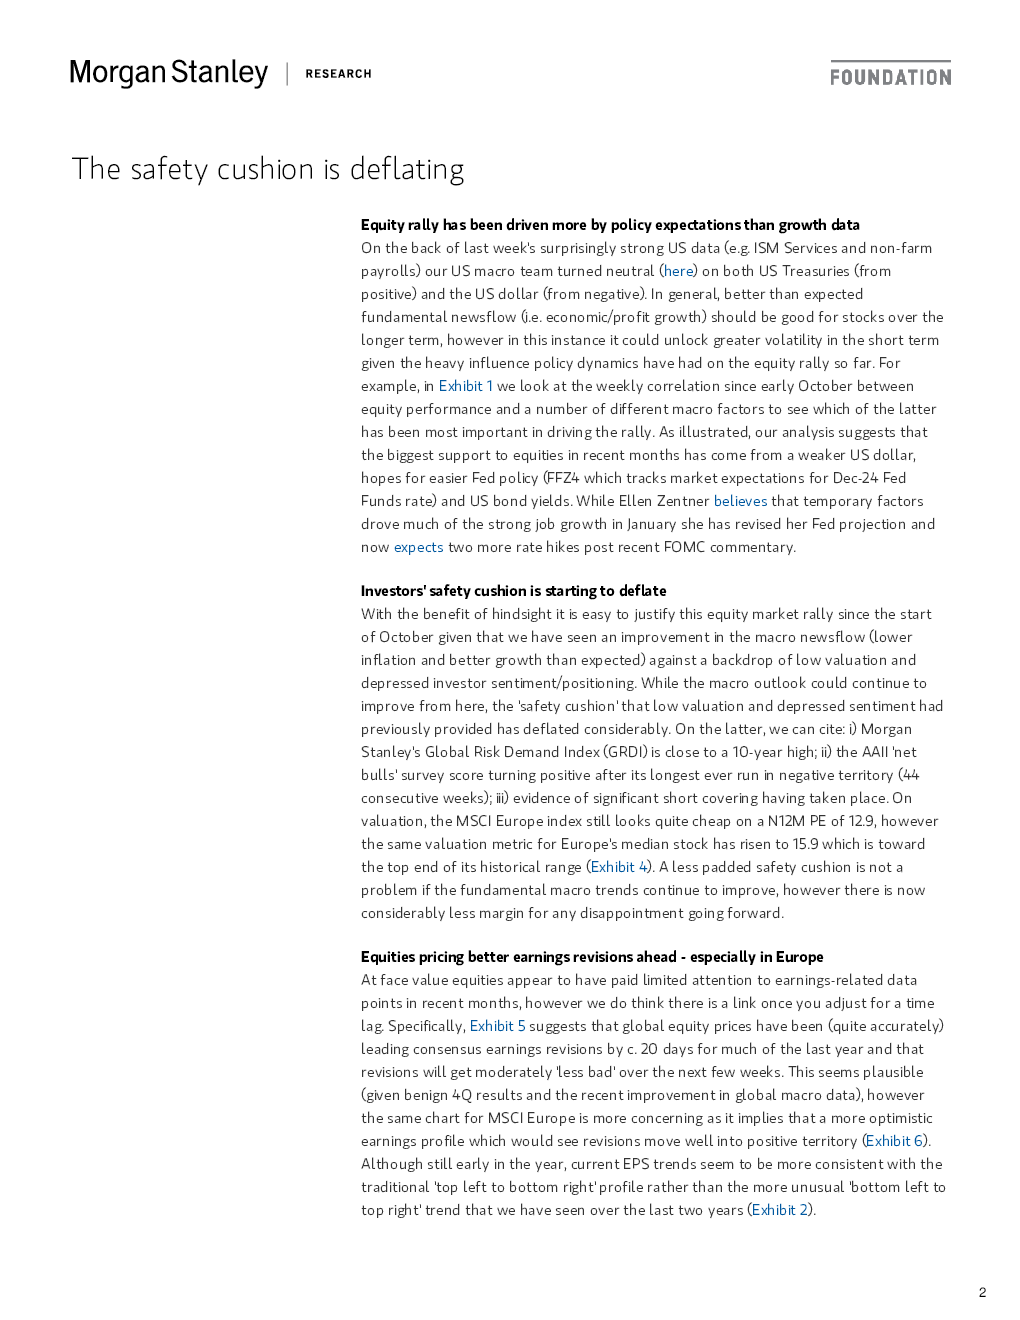 Morgan Stanley | RESEARCH
FOUNDATION
The safety cushion is deflating
Equity rally has been driven more by policy expectations than growth data
On the back of last week's surprisingly strong US data (e.g. ISM Services and non-farm
payrolls) our US macro team turned neutral (here) on both US Treasuries (from
positive) and the US dollar (from negative). In general, better than expected
fundamental newsflow (i.e. economic/profit growth) should be good for stocks over the
longer term, however in this instance it could unlock greater volatility in the short term
given the heavy influence policy dynamics have had on the equity rally so far. For
example, in Exhibit 1 we look at the weekly correlation since early October between
equity performance and a number of different macro factors to see which of the latter
has been most important in driving the rally. As illustrated, our analysis suggests that
the biggest support to equities in recent months has come from a weaker US dollar,
hopes for easier Fed policy (FFZ4 which tracks market expectations for Dec-24 Fed
Funds rate) and US bond yields. While Ellen Zentner believes that temporary factors
drove much of the strong job growth in January she has revised her Fed projection and
now expects two more rate hikes post recent FOMC commentary.
Investors' safety cushion is starting to deflate
With the benefit of hindsight it is easy to justify this equity market rally since the start
of October given that we have seen an improvement in the macro newsflow (lower
inflation and better growth than expected) against a backdrop of low valuation and
depressed investor sentiment/positioning. While the macro outlook could continue to
improve from here, the 'safety cushion' that low valuation and depressed sentiment had
previously provided has deflated considerably. On the latter, we can cite: i) Morgan
Stanley's Global Risk Demand Index (GRDI) is close to a 10-year high; ii) the AAII 'net
bulls' survey score turning positive after its longest ever run in negative territory (44
consecutive weeks); iii) evidence of significant short covering having taken place. On
valuation, the MSCI Europe index still looks quite cheap on a N12M PE of 12.9, however
the same valuation metric for Europe's median stock has risen to 15.9 which is toward
the top end of its historical range (Exhibit 4). A less padded safety cushion is not a
problem if the fundamental macro trends continue to improve, however there is now
considerably less margin for any disappointment going forward.
Equities pricing better earnings revisions ahead - especially in Europe
At face value equities appear to have paid limited attention to earnings-related data
points in recent months, however we do think there is a link once you adjust for a time
lag. Specifically, Exhibit 5 suggests that global equity prices have been (quite accurately)
leading consensus earnings revisions by c. 20 days for much of the last year and that
revisions will get moderately 'less bad' over the next few weeks. This seems plausible
(given benign 4Q results and the recent improvement in global macro data), however
the same chart for MSCI Europe is more concerning as it implies that a more optimistic
earnings profile which would see revisions move well into positive territory (Exhibit 6).
Although still early in the year, current EPS trends seem to be more consistent with the
traditional 'top left to bottom right' profile rather than the more unusual 'bottom left to
top right' trend that we have seen over the last two years (Exhibit 2).
2